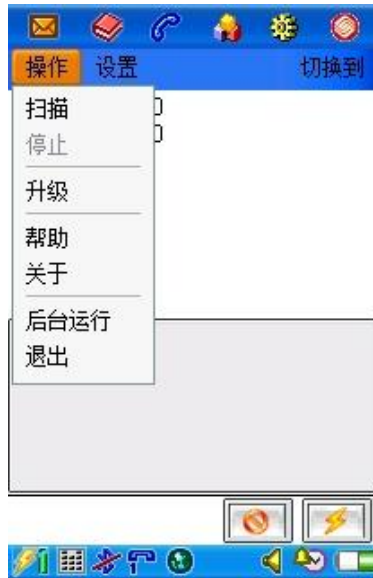 操作 设置 切换到
扫描
停止
升级
帮助
关于
后台运行
退出